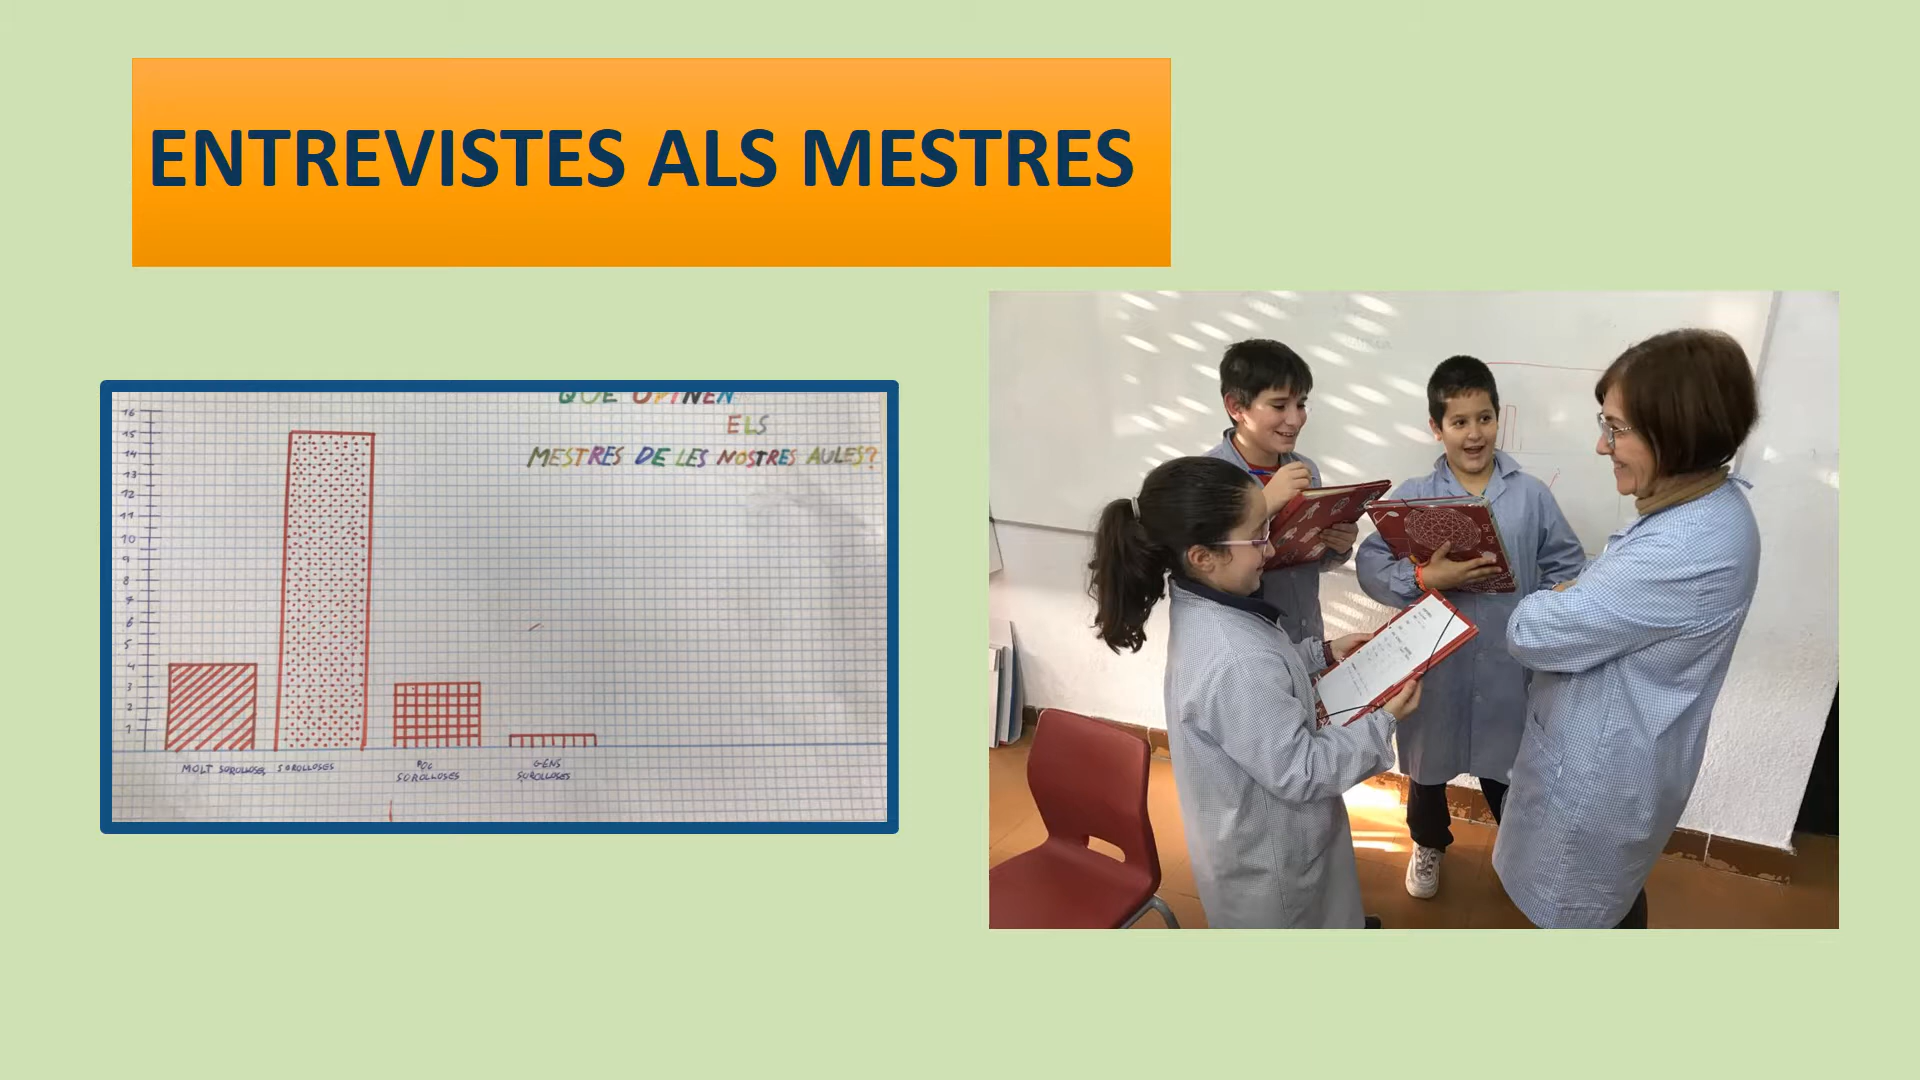 ENTREVISTES ALS MESTRES
QUE OPINEN
ELS
MESTRES DE LES NOSTRES AULES?
16
15
14
13
12
11
10
9
8
7
6
5
4
3
2
1
MOLT SOROLLOSES
SOROLLOSES
POC
SOROLLOSES
GENS
SOROLLOSES